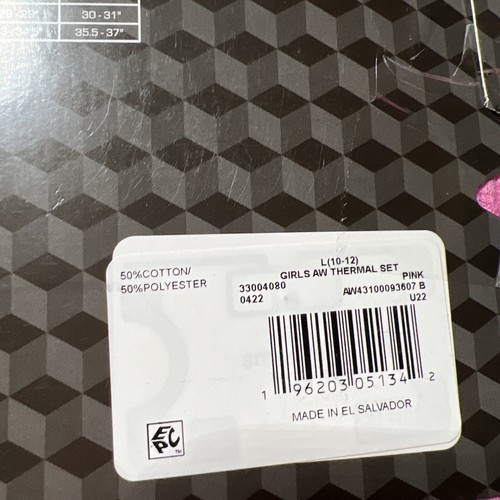 30 - 31"
35.5 - 37"
L(10-12)
GIRLS AW THERMAL SET
50%COTTON/
50%POLYESTER
PINK
33004080
AW43100093607 B
0422
U22
1 96203 05134 2
MADE IN EL SALVADOR
EPC
TM